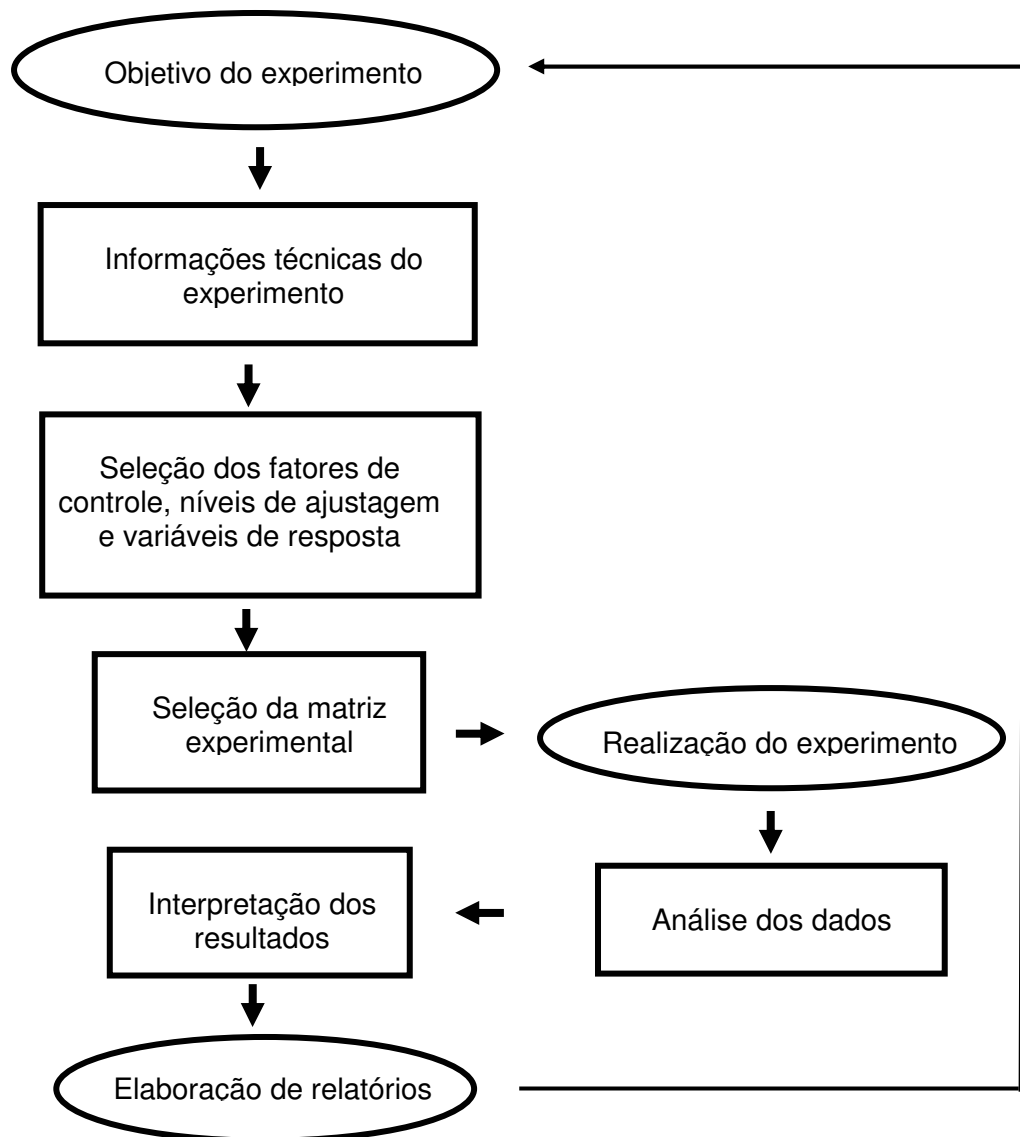 Objetivo do experimento
Informações técnicas do
experimento
Seleção dos fatores de
controle, níveis de ajustagem
e variáveis de resposta
Seleção da matriz
experimental
Realização do experimento
Análise dos dados
Interpretação dos
resultados
Elaboração de relatórios